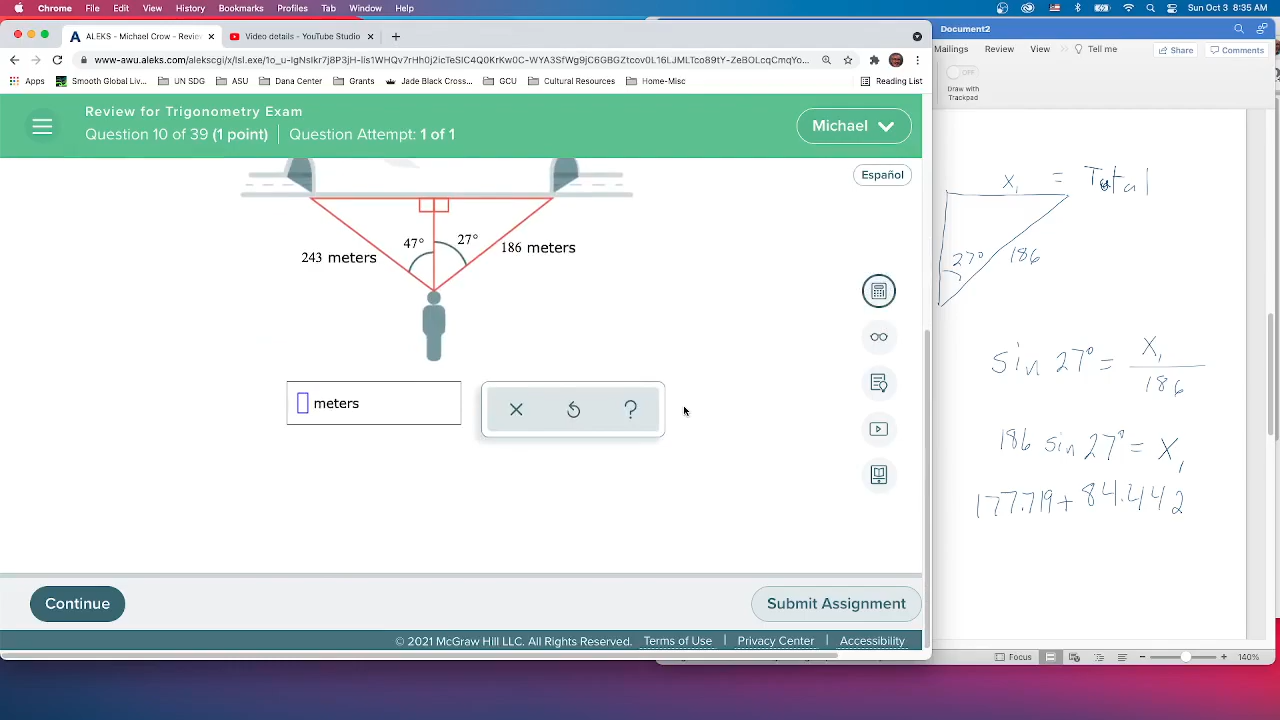 Chrome File Edit View History Bookmarks Profiles Tab Window Help Sun Oct 3 8:35 AM
ALEKS - Michael Crow - Revie Video details - YouTube Studio
Document2
Mailings Review View Tell me Share Comments
Apps Smooth Global Livi... UN SDG ASU Dana Center Grants Jade Black Crosse... GCU Cultural Resources Home-Misc Reading List
OFF
Draw with
Trackpad
Review for Trigonometry Exam
Question 10 of 39 (1 point) Question Attempt: 1 of 1
Michael
Español
47° 27°
243 meters 186 meters
meters
Continue
Submit Assignment
© 2021 McGraw Hill LLC. All Rights Reserved. Terms of Use | Privacy Center | Accessibility
x₁ = Total
27° 186
sin 27° = x₁
186
186 sin 27° = x₁
177.719 + 84.442
Focus 140%